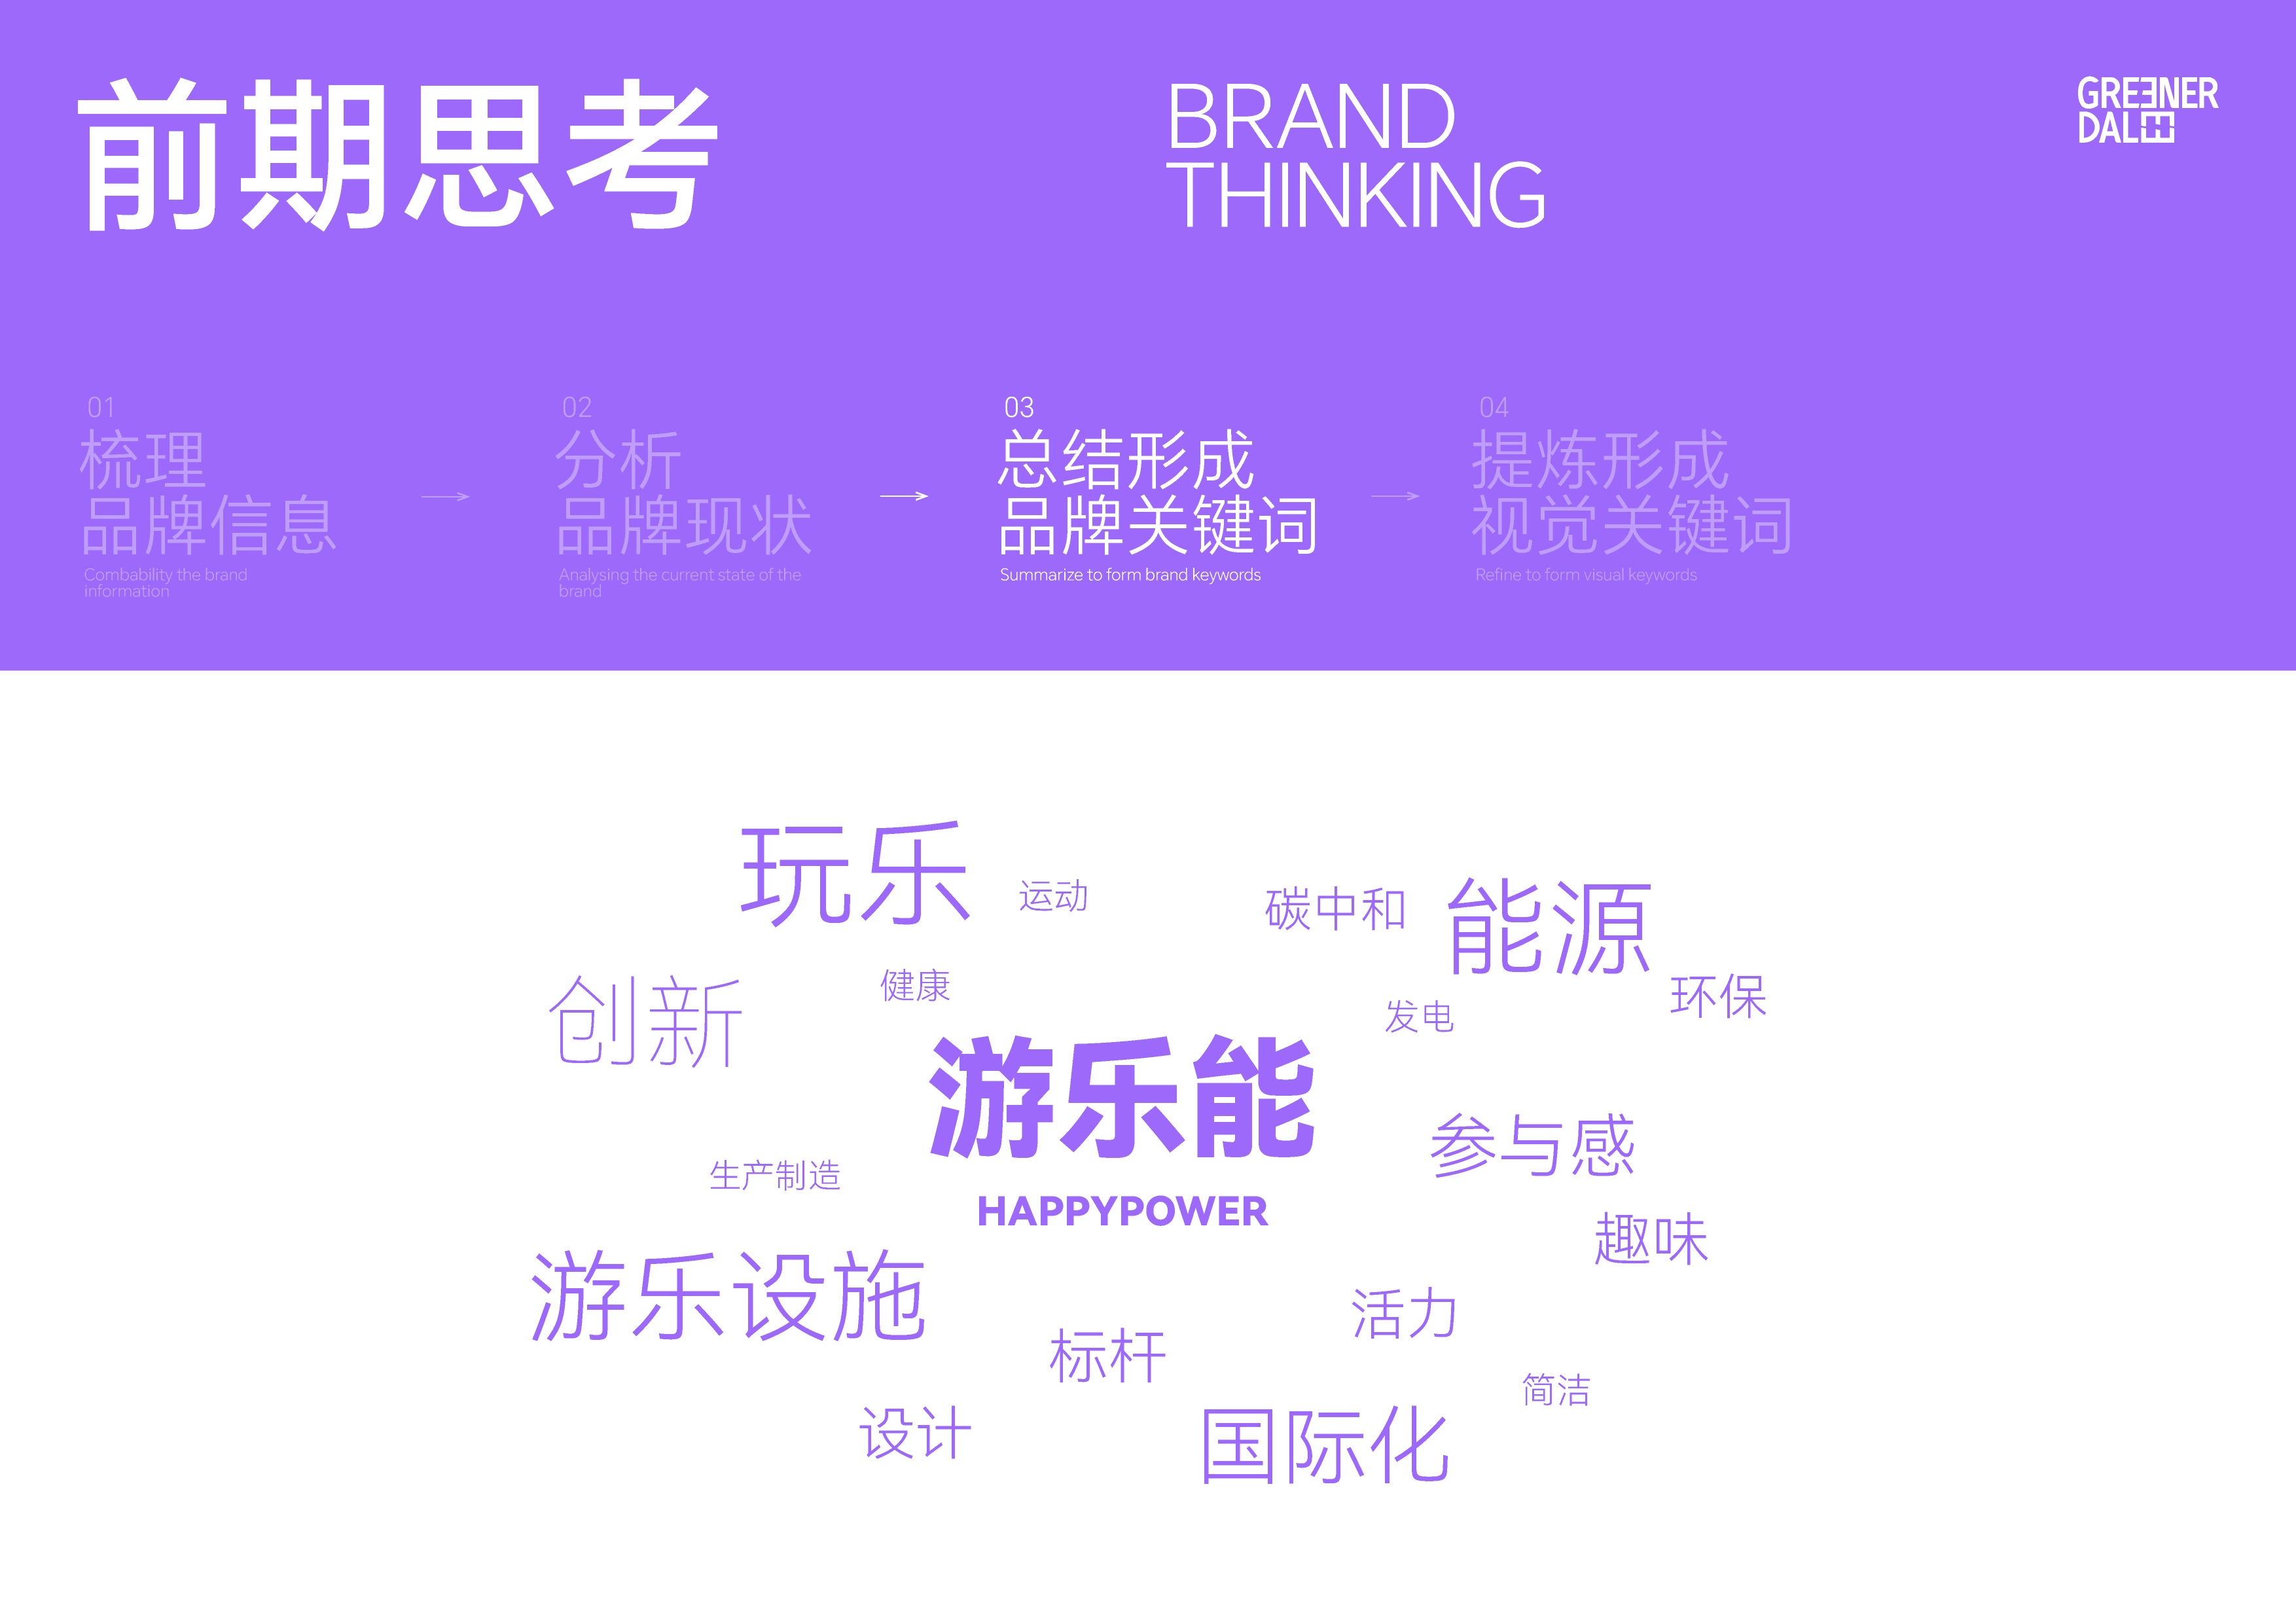 前期思考
BRAND
THINKING
GREENER
DALE
01
梳理
品牌信息
Combability the brand
information
02
分析
品牌现状
Analysing the current state of the
brand
03
总结形成
品牌关键词
Summarize to form brand keywords
04
提炼形成
视觉关键词
Refine to form visual keywords
玩乐
运动
碳中和
能源
创新
健康
发电
环保
游乐能
HAPPYPOWER
参与感
生产制造
趣味
游乐设施
活力
标杆
简洁
设计
国际化